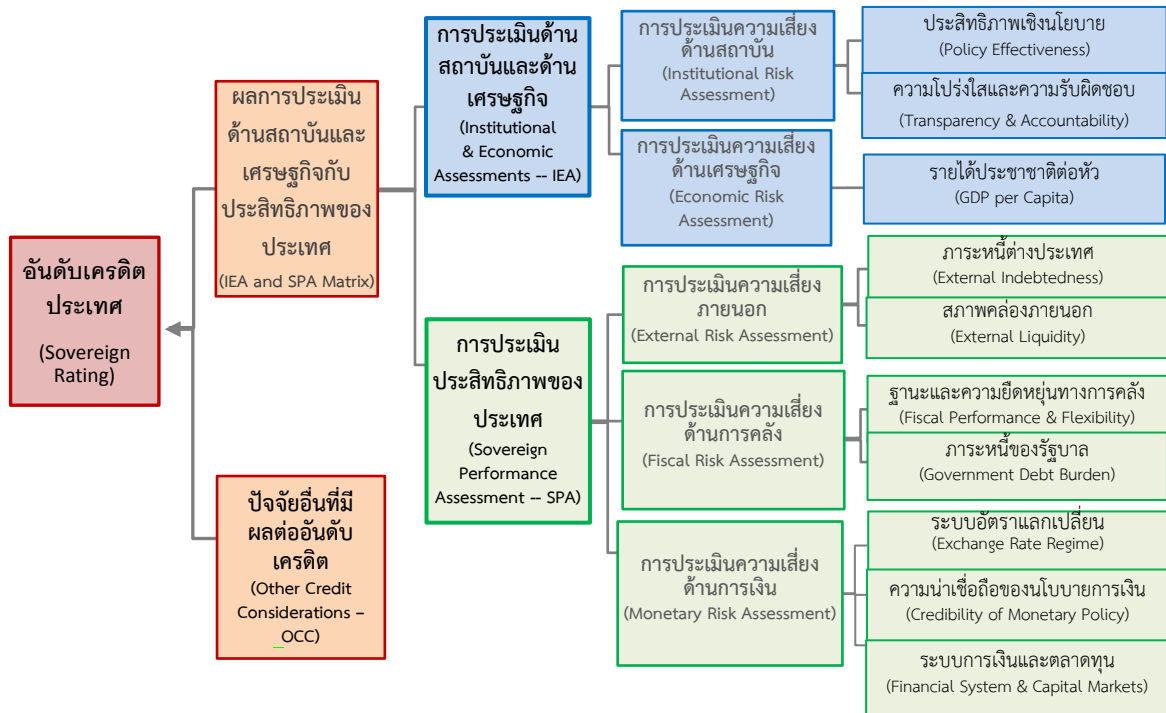 อันดับเครดิต
ประเทศ
(Sovereign
Rating)
ผลการประเมิน
ด้านสถาบันและ
เศรษฐกิจกับ
ประสิทธิภาพของ
ประเทศ
(IEA and SPA Matrix)
ปัจจัยอื่นที่มี
ผลต่ออันดับ
เครดิต
(Other Credit
Considerations –
OCC)
การประเมินด้าน
สถาบันและด้าน
เศรษฐกิจ
(Institutional
& Economic
Assessments -- IEA)
การประเมิน
ประสิทธิภาพของ
ประเทศ
(Sovereign
Performance
Assessment -- SPA)
การประเมินความเสี่ยง
ด้านสถาบัน
(Institutional Risk
Assessment)
การประเมินความเสี่ยง
ด้านเศรษฐกิจ
(Economic Risk
Assessment)
การประเมินความเสี่ยง
ภายนอก
(External Risk Assessment)
การประเมินความเสี่ยง
ด้านการคลัง
(Fiscal Risk Assessment)
การประเมินความเสี่ยง
ด้านการเงิน
(Monetary Risk Assessment)
ประสิทธิภาพเชิงนโยบาย
(Policy Effectiveness)
ความโปร่งใสและความรับผิดชอบ
(Transparency & Accountability)
รายได้ประชาชาติต่อหัว
(GDP per Capita)
ภาระหนี้ต่างประเทศ
(External Indebtedness)
สภาพคล่องภายนอก
(External Liquidity)
ฐานะและความยืดหยุ่นทางการคลัง
(Fiscal Performance & Flexibility)
ภาระหนี้ของรัฐบาล
(Government Debt Burden)
ระบบอัตราแลกเปลี่ยน
(Exchange Rate Regime)
ความน่าเชื่อถือของนโบบายการเงิน
(Credibility of Monetary Policy)
ระบบการเงินและตลาดทุน
(Financial System & Capital Markets)